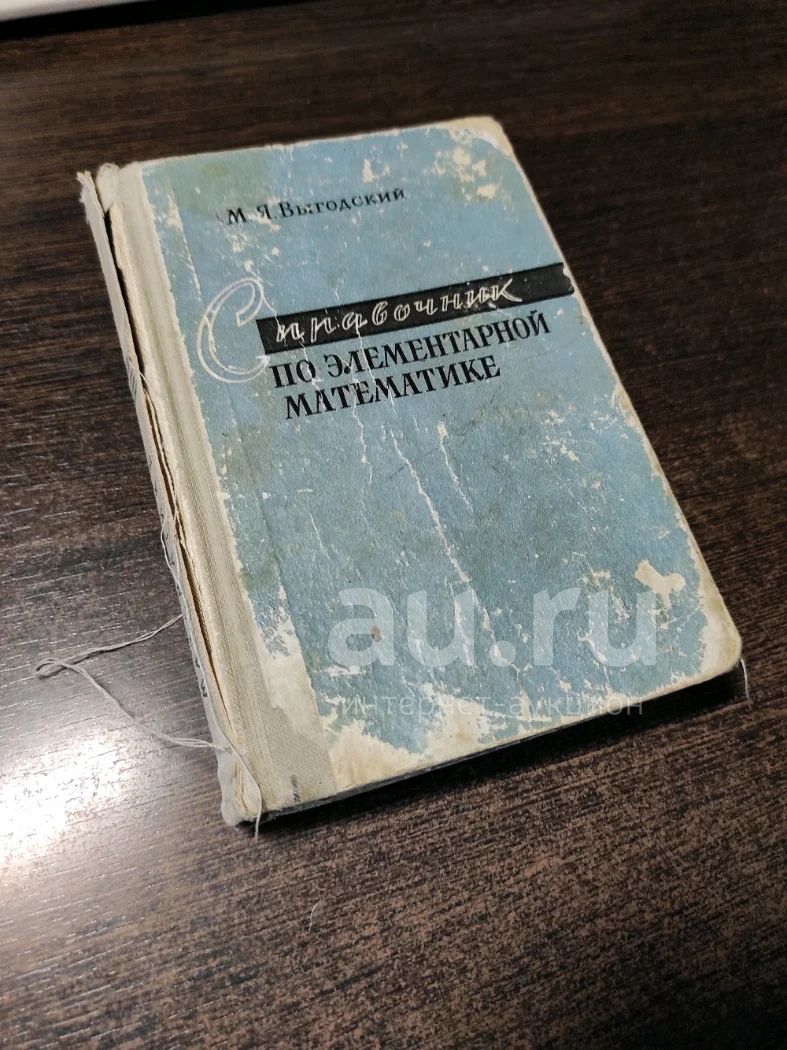 М. Я. Выгодский
Справочник
ПО ЭЛЕМЕНТАРНОЙ
МАТЕМАТИКЕ
au.ru
интернет-аукцион